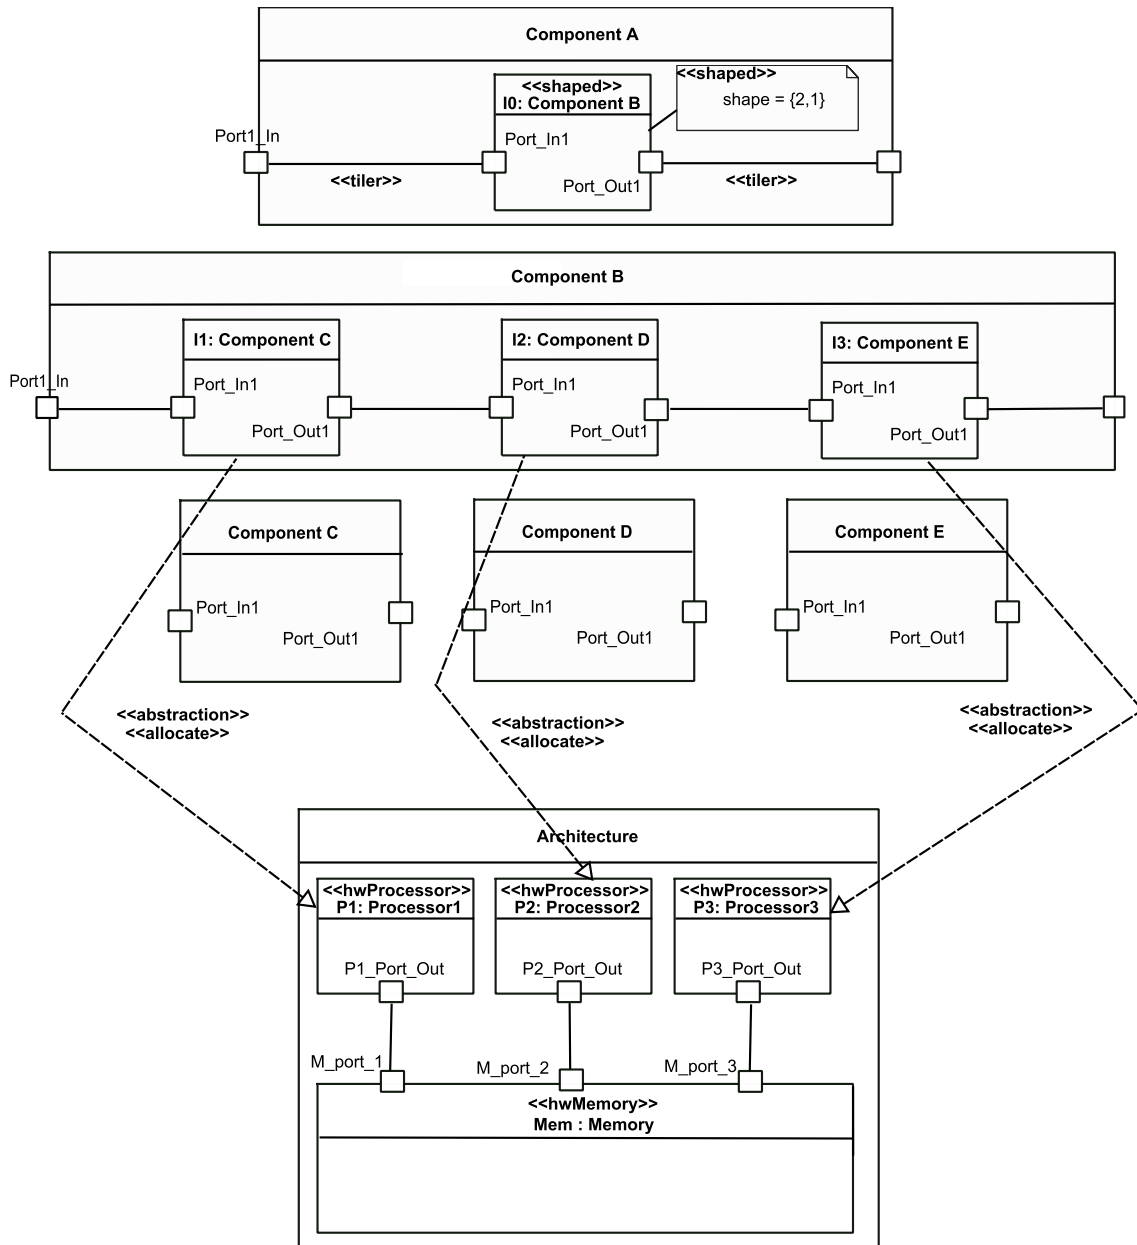 Component A
<<shaped>>
I0: Component B
<<shaped>>
shape = {2,1}
Port1_In
Port_In1
<<tiler>>
Port_Out1
<<tiler>>
Component B
I1: Component C
I2: Component D
I3: Component E
Port1_In
Port_In1
Port_In1
Port_In1
Port_Out1
Port_Out1
Port_Out1
Component C
Component D
Component E
Port_In1
Port_In1
Port_In1
Port_Out1
Port_Out1
Port_Out1
<<abstraction>>
<<allocate>>
<<abstraction>>
<<allocate>>
<<abstraction>>
<<allocate>>
Architecture
<<hwProcessor>>
P1: Processor1
<<hwProcessor>>
P2: Processor2
<<hwProcessor>>
P3: Processor3
P1_Port_Out
P2_Port_Out
P3_Port_Out
M_port_1
M_port_2
M_port_3
<<hwMemory>>
Mem : Memory